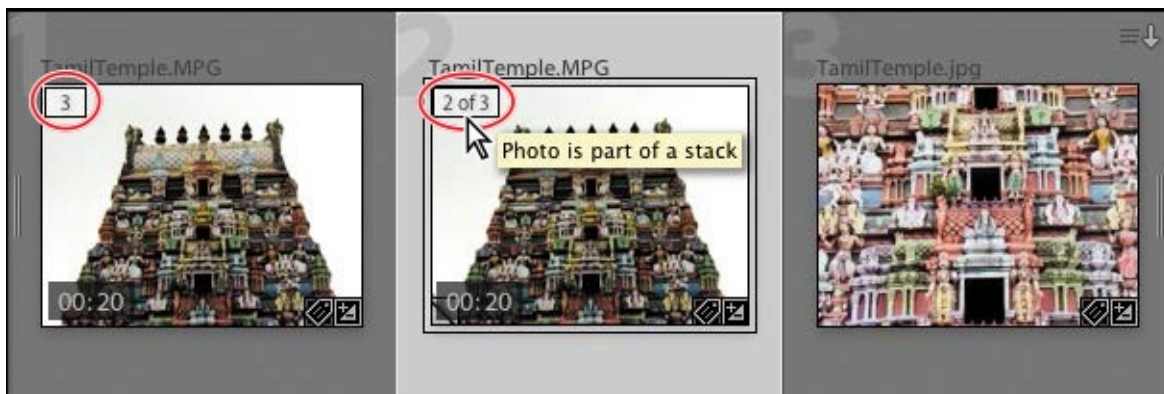 1
2
3
TamilTemple.MPG
TamilTemple.MPG
TamilTemple.jpg
3
2 of 3
Photo is part of a stack
00:20
00:20